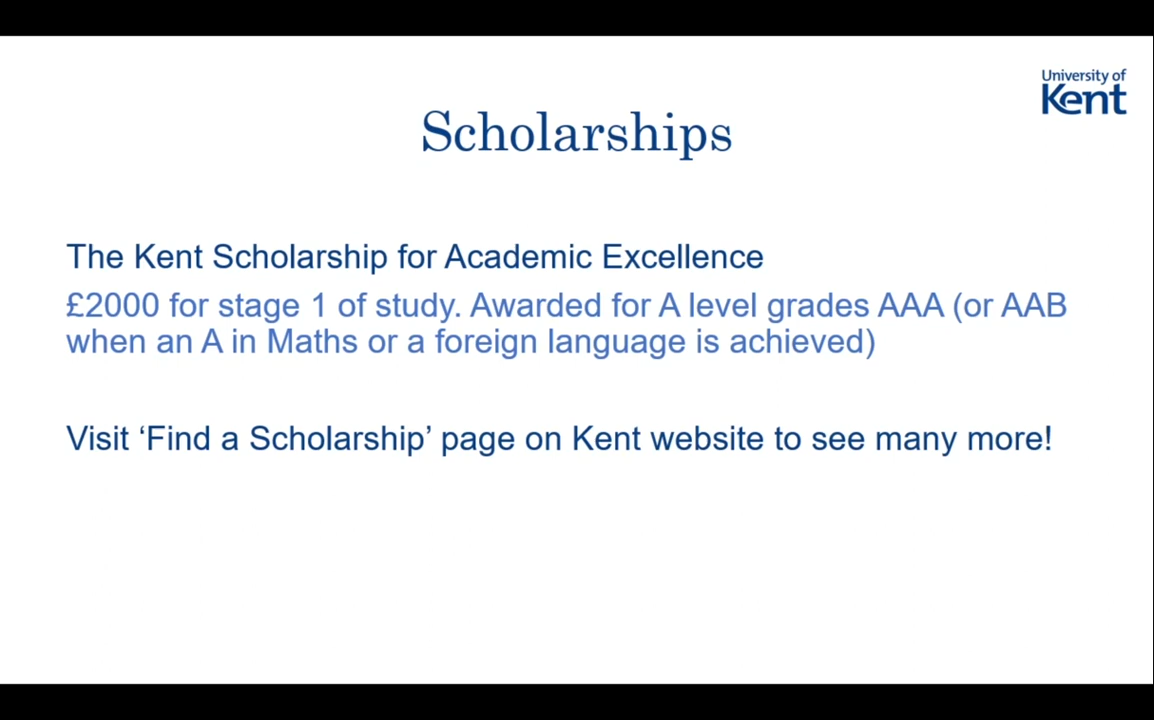 University of
Kent
Scholarships
The Kent Scholarship for Academic Excellence
£2000 for stage 1 of study. Awarded for A level grades AAA (or AAB
when an A in Maths or a foreign language is achieved)
Visit ‘Find a Scholarship’ page on Kent website to see many more!